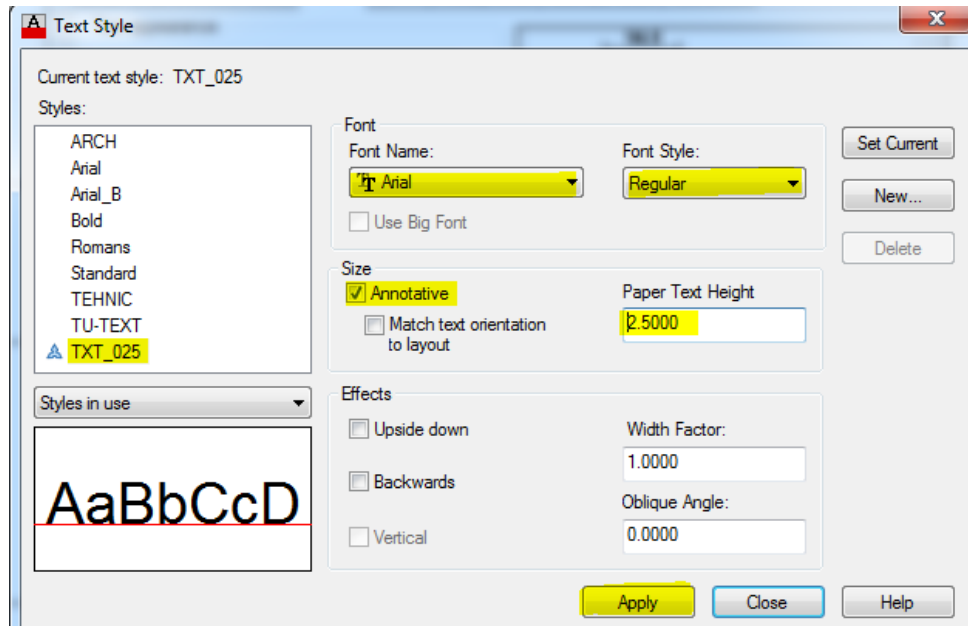 Text Style
Current text style: TXT_025
Styles:
ARCH
Arial
Arial_B
Bold
Romans
Standard
TEHNIC
TU-TEXT
TXT_025
Styles in use
AaBbCcD
Font
Font Name:
Arial
Use Big Font
Font Style:
Regular
Size
Annotative
Match text orientation
to layout
Paper Text Height
2.5000
Effects
Upside down
Backwards
Vertical
Width Factor:
1.0000
Oblique Angle:
0.0000
Set Current
New...
Delete
Apply
Close
Help